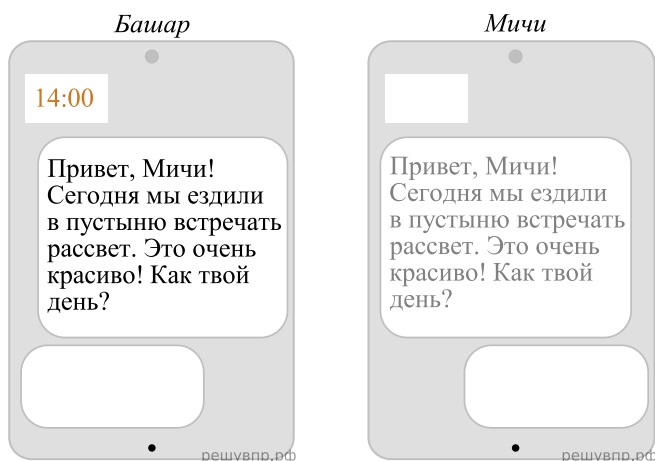 Башар
Мичи
14:00
Привет, Мичи!
Сегодня мы ездили
в пустыню встречать
рассвет. Это очень
красиво! Как твой
день?
Привет, Мичи!
Сегодня мы ездили
в пустыню встречать
рассвет. Это очень
красиво! Как твой
день?
решувпр.рф
решувпр.рф